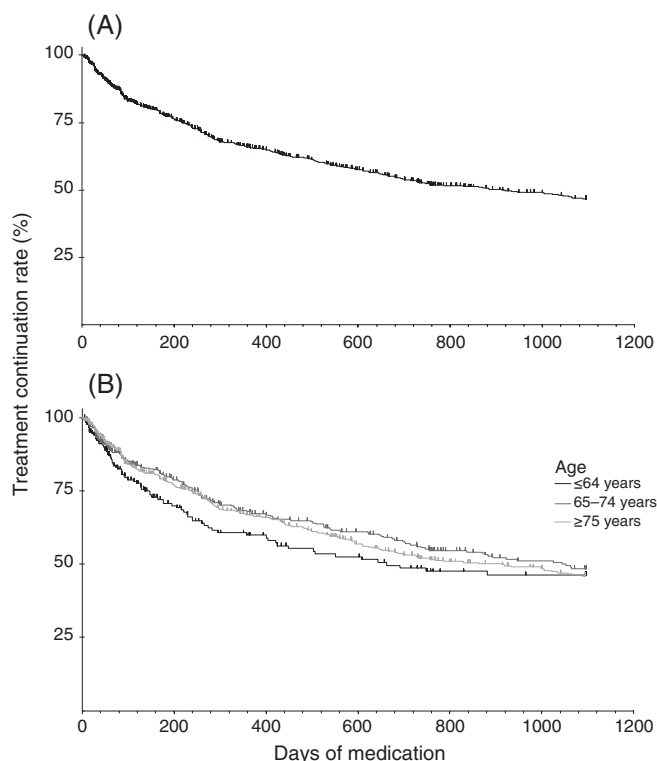 (A)
100
75
50
25
0 200 400 600 800 1000 1200
(B)
100
75
50
25
0 200 400 600 800 1000 1200
Age
≤64 years
65–74 years
≥75 years
Treatment continuation rate (%)
Days of medication